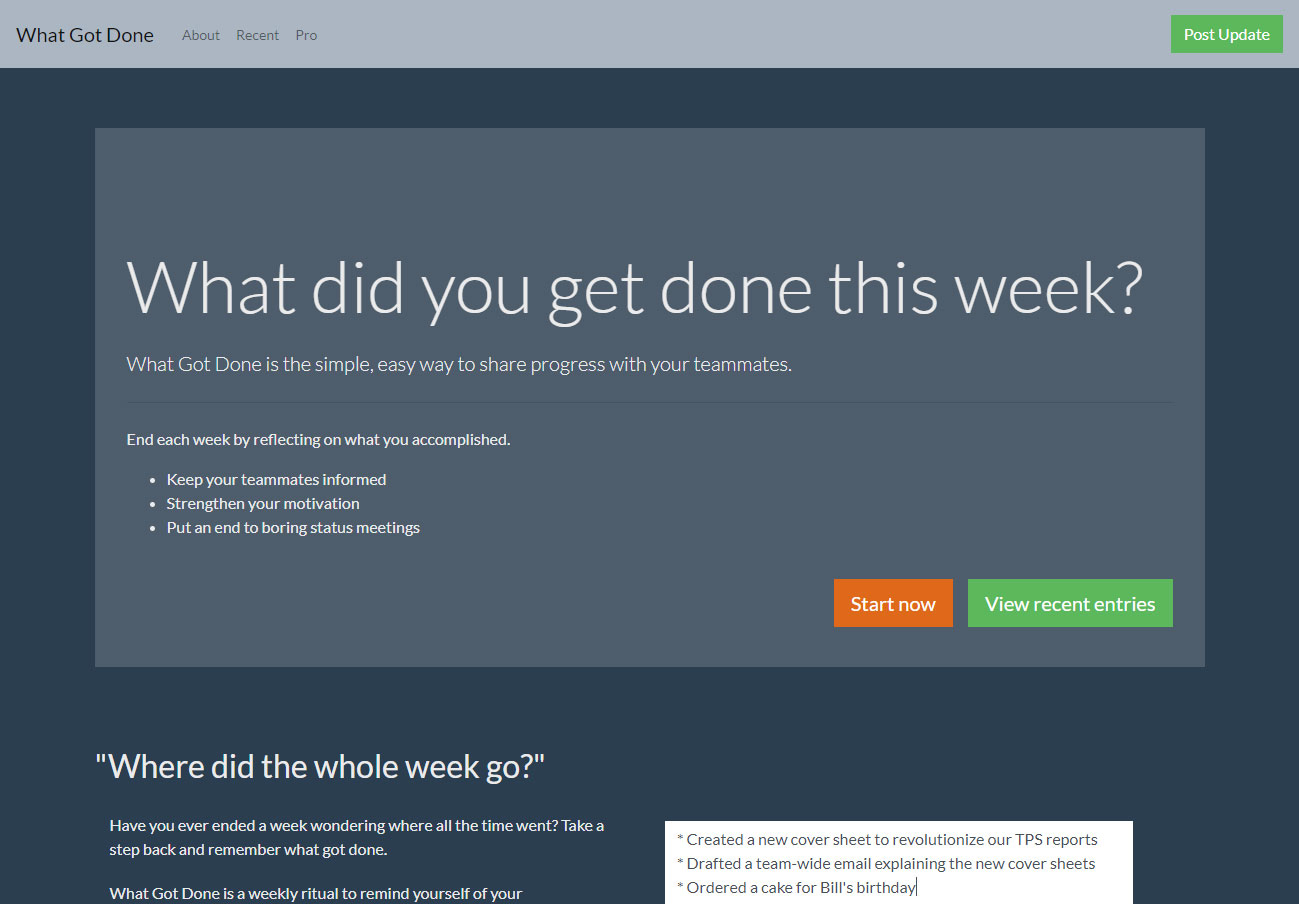 What Got Done About Recent Pro Post Update
What did you get done this week?
What Got Done is the simple, easy way to share progress with your teammates.
End each week by reflecting on what you accomplished.
• Keep your teammates informed
• Strengthen your motivation
• Put an end to boring status meetings
Start now View recent entries
"Where did the whole week go?"
Have you ever ended a week wondering where all the time went? Take a
step back and remember what got done.
What Got Done is a weekly ritual to remind yourself of your
* Created a new cover sheet to revolutionize our TPS reports
* Drafted a team-wide email explaining the new cover sheets
* Ordered a cake for Bill's birthday